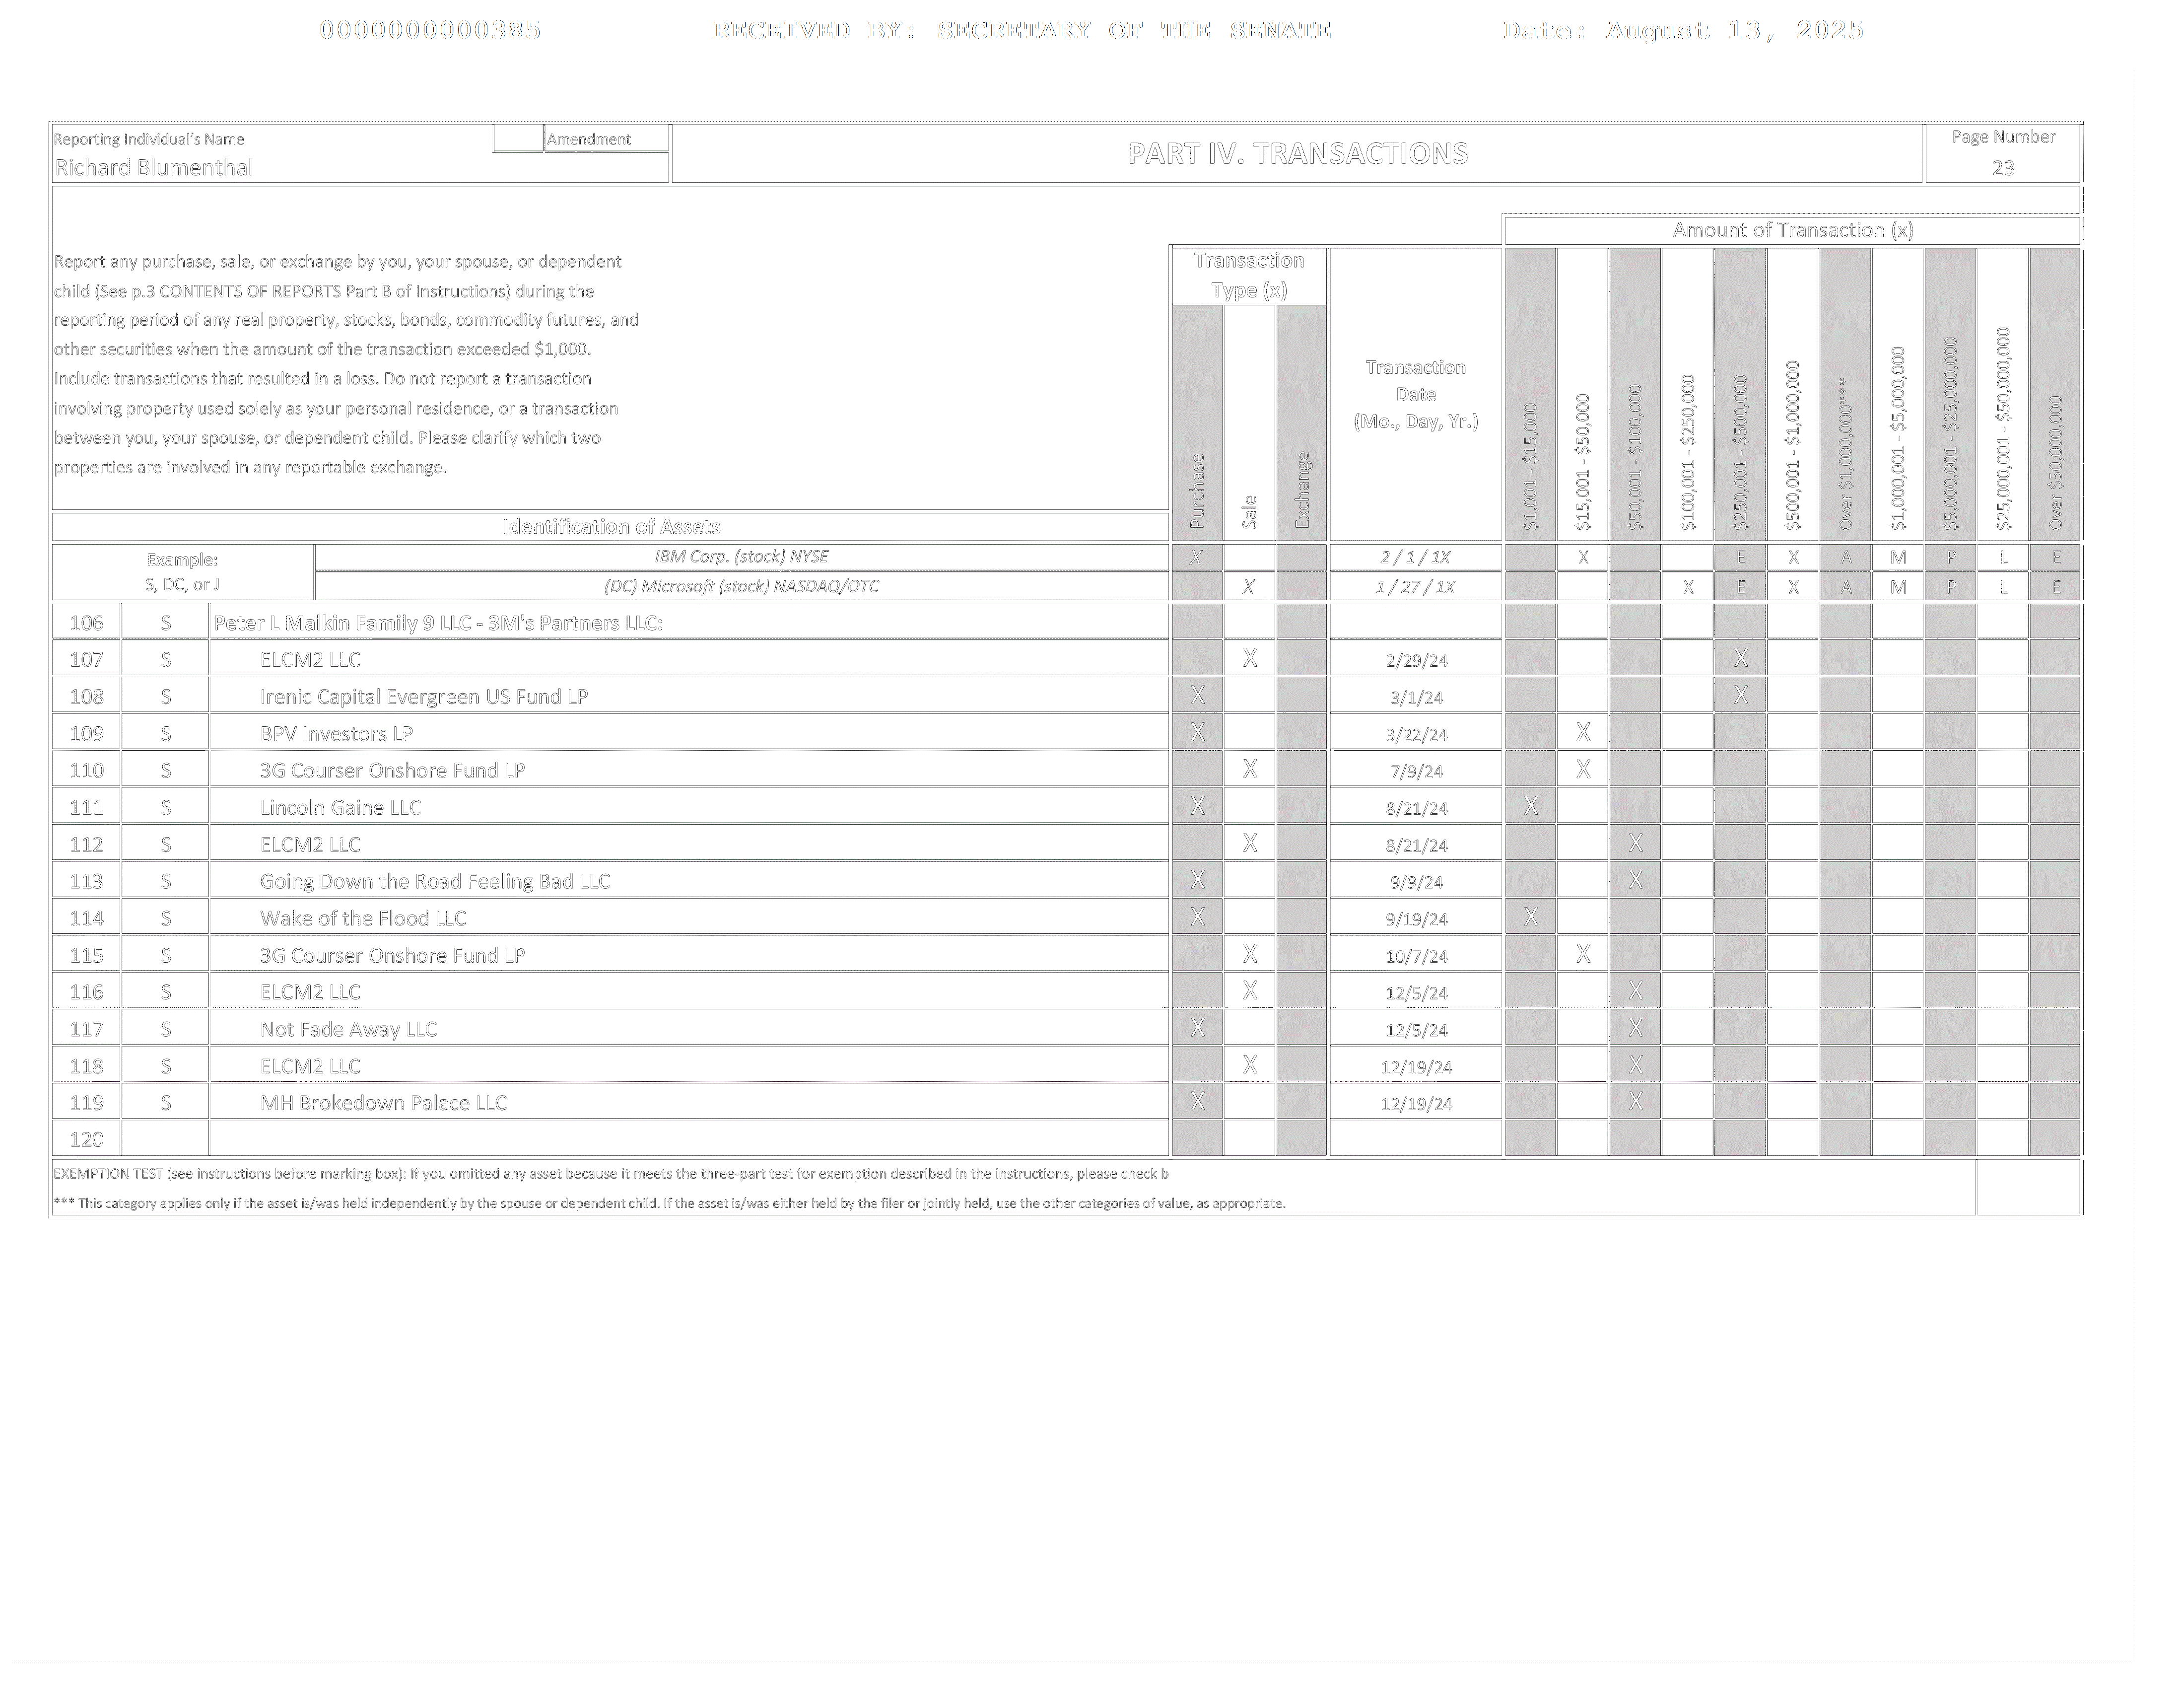 0000000000385 RECEIVED BY: SECRETARY OF THE SENATE Date: August 13, 2025
Reporting Individual's Name Amendment
Richard Blumenthal
PART IV. TRANSACTIONS
Page Number
23
Report any purchase, sale, or exchange by you, your spouse, or dependent
child (See p.3 CONTENTS OF REPORTS Part B of Instructions) during the
reporting period of any real property, stocks, bonds, commodity futures, and
other securities when the amount of the transaction exceeded $1,000.
Include transactions that resulted in a loss. Do not report a transaction
involving property used solely as your personal residence, or a transaction
between you, your spouse, or dependent child. Please clarify which two
properties are involved in any reportable exchange.
Identification of Assets
Transaction
Type (x)
Purchase
Sale
Exchange
Transaction
Date
(Mo., Day, Yr.)
Amount of Transaction (x)
$1,001 - $15,000
$15,001 - $50,000
$50,001 - $100,000
$100,001 - $250,000
$250,001 - $500,000
$500,001 - $1,000,000
Over $1,000,000***
$1,000,001 - $5,000,000
$5,000,001 - $25,000,000
$25,000,001 - $50,000,000
Over $50,000,000
Example:
S, DC, or J
IBM Corp. (stock) NYSE X 2 / 1 / 1X X E X A M P L E
(DC) Microsoft (stock) NASDAQ/OTC X 1 / 27 / 1X X E X A M P L E
106 S Peter L Malkin Family 9 LLC - 3M's Partners LLC:
107 S ELCM2 LLC X 2/29/24 X
108 S Irenic Capital Evergreen US Fund LP X 3/1/24 X
109 S BPV Investors LP X 3/22/24 X
110 S 3G Courser Onshore Fund LP X 7/9/24 X
111 S Lincoln Gaine LLC X 8/21/24 X
112 S ELCM2 LLC X 8/21/24 X
113 S Going Down the Road Feeling Bad LLC X 9/9/24 X
114 S Wake of the Flood LLC X 9/19/24 X
115 S 3G Courser Onshore Fund LP X 10/7/24 X
116 S ELCM2 LLC X 12/5/24 X
117 S Not Fade Away LLC X 12/5/24 X
118 S ELCM2 LLC X 12/19/24 X
119 S MH Brokedown Palace LLC X 12/19/24 X
120
EXEMPTION TEST (see instructions before marking box): If you omitted any asset because it meets the three-part test for exemption described in the instructions, please check b
*** This category applies only if the asset is/was held independently by the spouse or dependent child. If the asset is/was either held by the filer or jointly held, use the other categories of value, as appropriate.